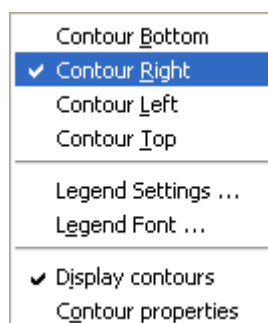 Contour Bottom
Contour Right
Contour Left
Contour Top
Legend Settings ...
Legend Font ...
Display contours
Contour properties